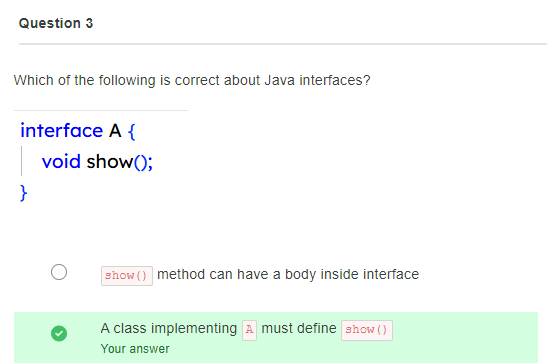 Question 3
Which of the following is correct about Java interfaces?
interface A {
void show();
}
show() method can have a body inside interface
A class implementing A must define show()
Your answer